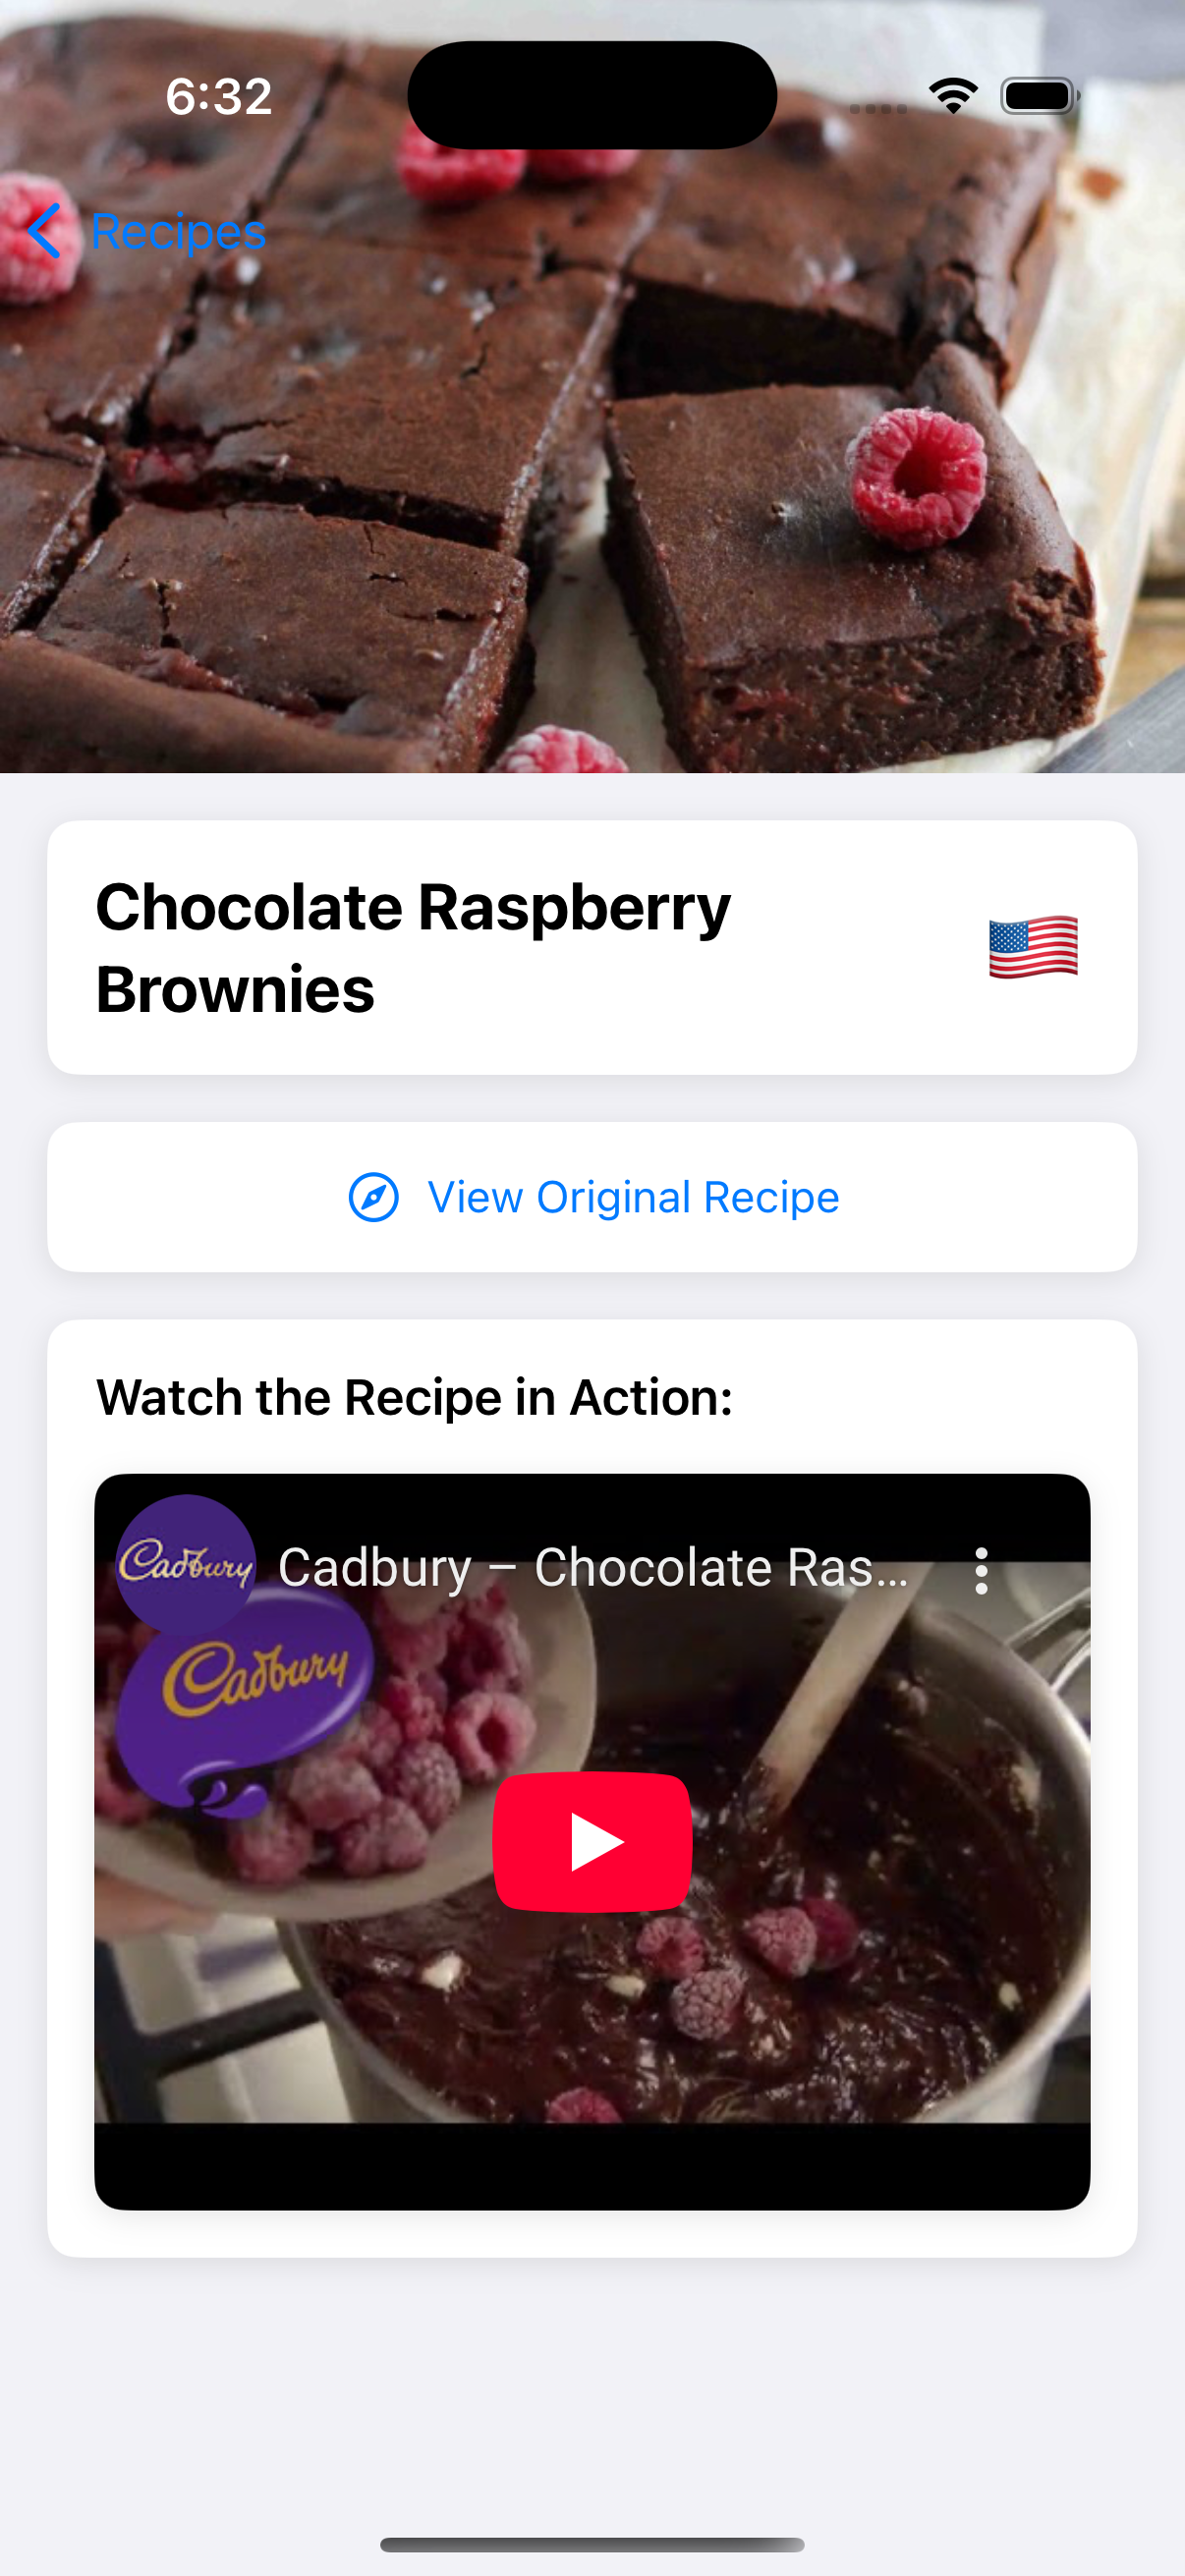 6:32
Recipes
Chocolate Raspberry
Brownies
View Original Recipe
Watch the Recipe in Action:
Cadbury
Cadbury – Chocolate Ras...
Cadbury